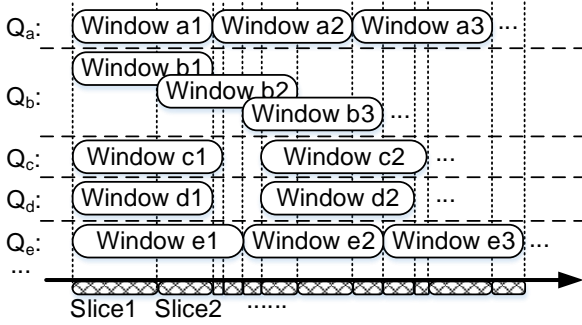 Qa: Window a1 Window a2 Window a3 ...
Window b1
Qb: Window b2
Window b3 ...
Qc: Window c1 Window c2 ...
Qd: Window d1 Window d2 ...
Qe: Window e1 Window e2 Window e3 ...
...
Slice1 Slice2 ......